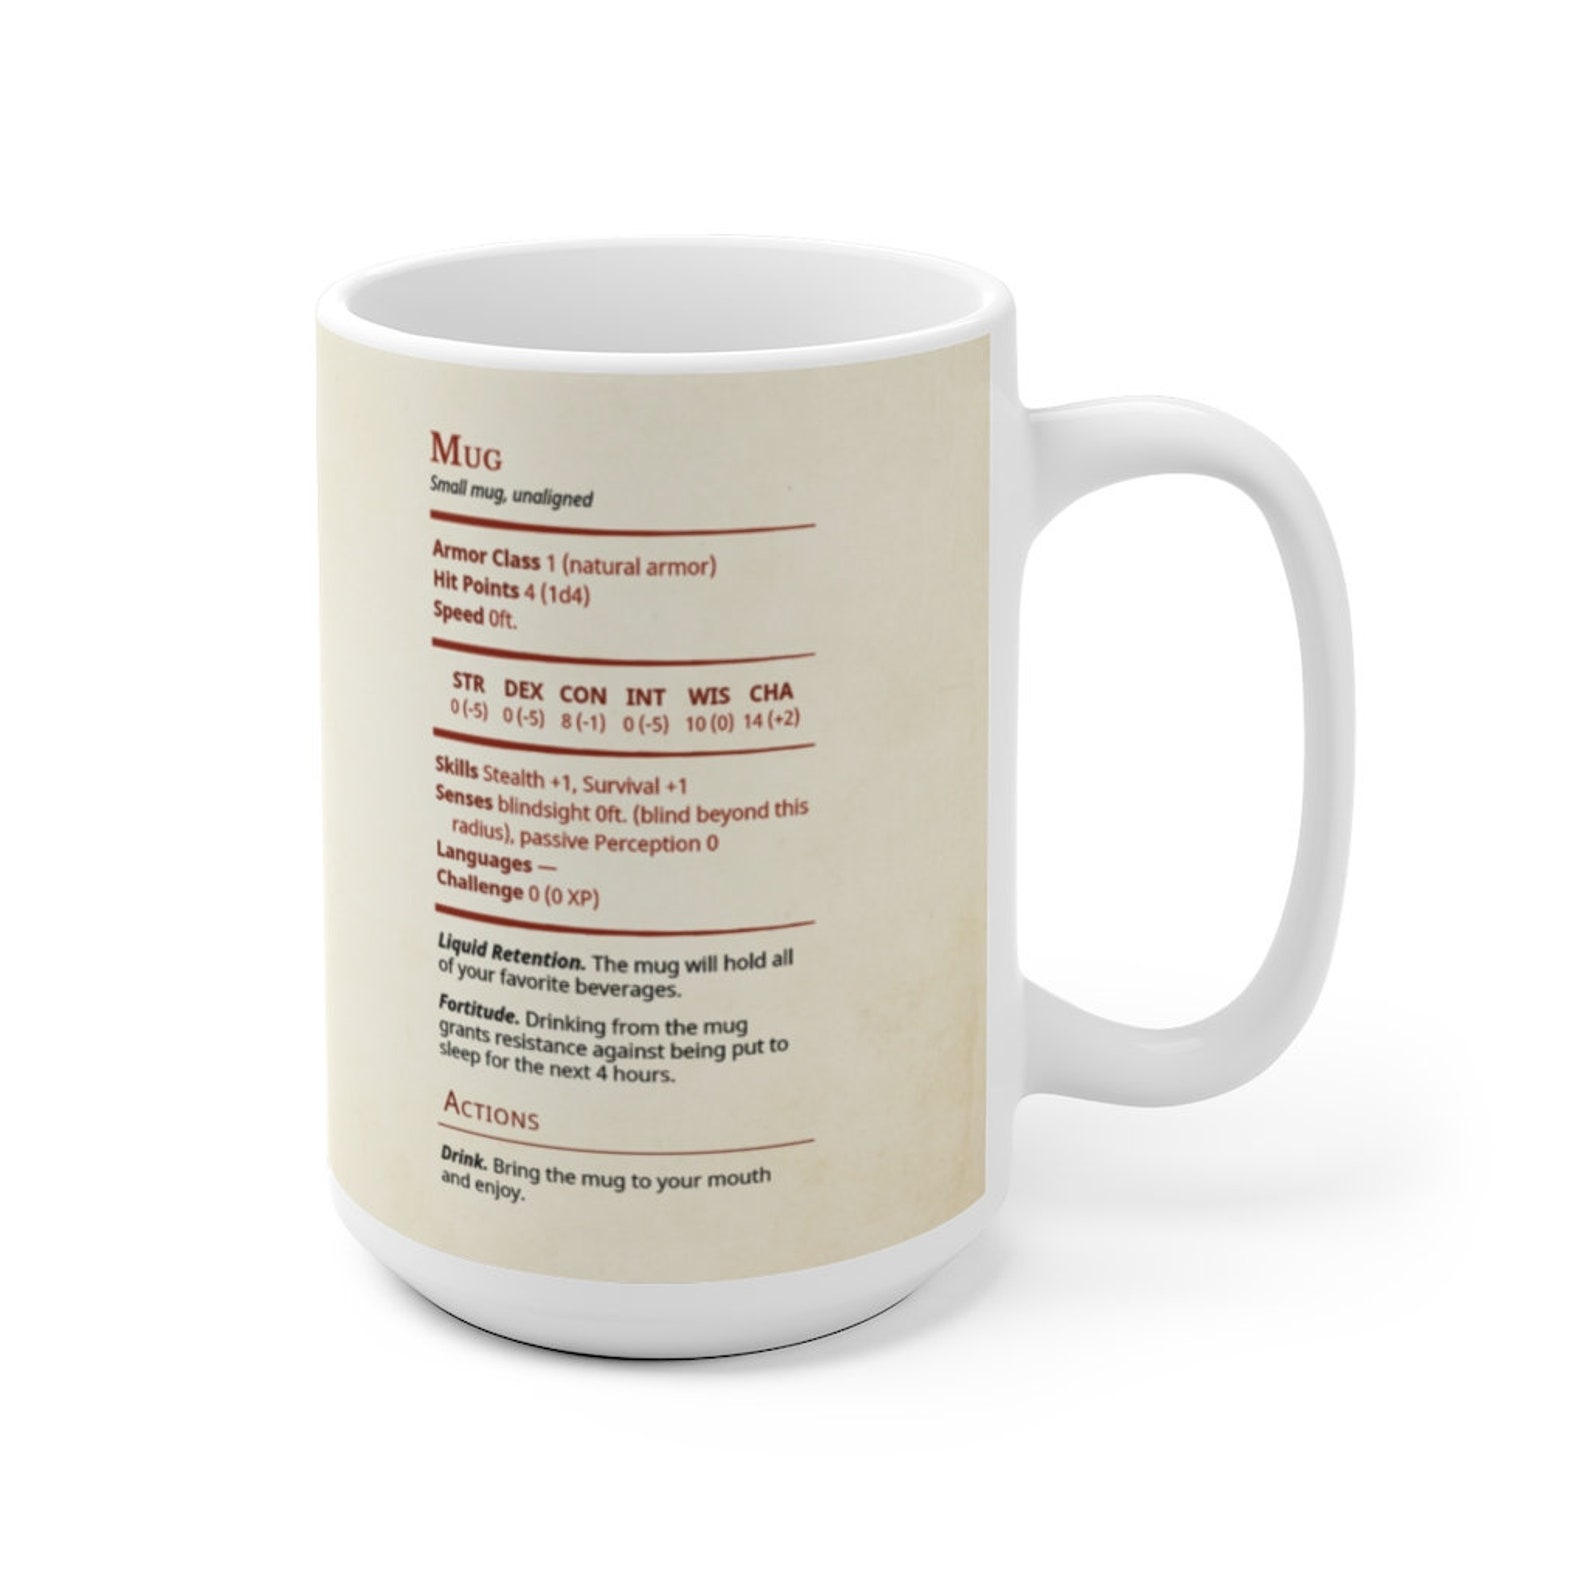 Mug
Small mug, unaligned
Armor Class 1 (natural armor)
Hit Points 4 (1d4)
Speed 0ft.
STR DEX CON INT WIS CHA
0 (-5) 0 (-5) 8 (-1) 0 (-5) 10 (0) 14 (+2)
Skills Stealth +1, Survival +1
Senses blindsight 0ft. (blind beyond this
radius), passive Perception 0
Languages —
Challenge 0 (0 XP)
Liquid Retention. The mug will hold all
of your favorite beverages.
Fortitude. Drinking from the mug
grants resistance against being put to
sleep for the next 4 hours.
Actions
Drink. Bring the mug to your mouth
and enjoy.